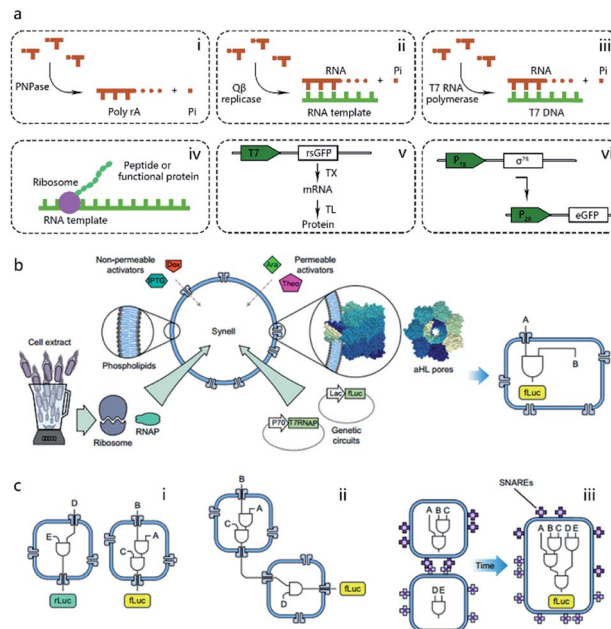 a
i
PNPase
Poly rA
+
Pi
ii
Qβ
replicase
RNA
+
Pi
RNA template
iii
T7 RNA
polymerase
RNA
+
Pi
T7 DNA
iv
Ribosome
Peptide or
functional protein
RNA template
v
T7
rsGFP
TX
mRNA
TL
Protein
vi
P70
σ28
P28
eGFP
b
Non-permeable
activators
Dox
IPTG
Ara
Theo
Permeable
activators
Synell
Phospholipids
Cell extract
Ribosome
RNAP
aHL pores
Lac
fLuc
P70
T7RNAP
Genetic
circuits
A
B
fLuc
c
i
D
E
rLuc
B
A
C
fLuc
ii
B
A
C
D
fLuc
iii
SNAREs
A B C
D E
Time
A B C D E
fLuc